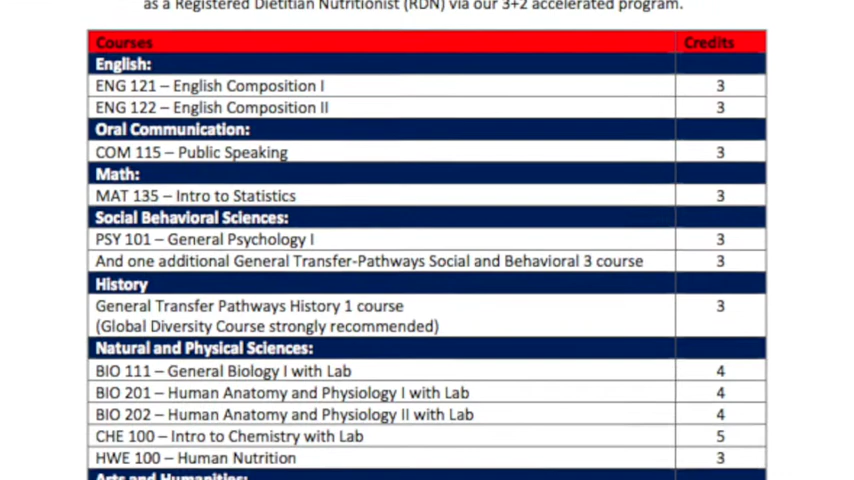 as a Registered Dietitian Nutritionist (RDN) via our 3+2 accelerated program.
Courses Credits
English:
ENG 121 – English Composition I 3
ENG 122 – English Composition II 3
Oral Communication:
COM 115 – Public Speaking 3
Math:
MAT 135 – Intro to Statistics 3
Social Behavioral Sciences:
PSY 101 – General Psychology I 3
And one additional General Transfer-Pathways Social and Behavioral 3 course 3
History
General Transfer Pathways History 1 course 3
(Global Diversity Course strongly recommended)
Natural and Physical Sciences:
BIO 111 – General Biology I with Lab 4
BIO 201 – Human Anatomy and Physiology I with Lab 4
BIO 202 – Human Anatomy and Physiology II with Lab 4
CHE 100 – Intro to Chemistry with Lab 5
HWE 100 – Human Nutrition 3
Arts and Humanities: